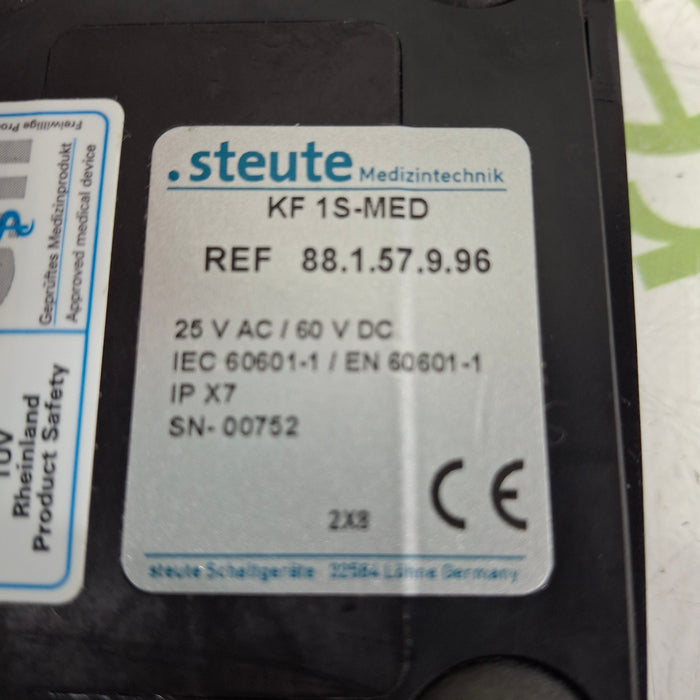 .steute Medizintechnik
KF 1S-MED
REF 88.1.57.9.96
25 V AC / 60 V DC
IEC 60601-1 / EN 60601-1
IP X7
SN- 00752
2X8
CE
steute Schaltgeräte 32584 Löhne Germany
Freiwillige
Geprüftes Medizinprodukt
Approved medical device
TÜV
Rheinland
Product Safety